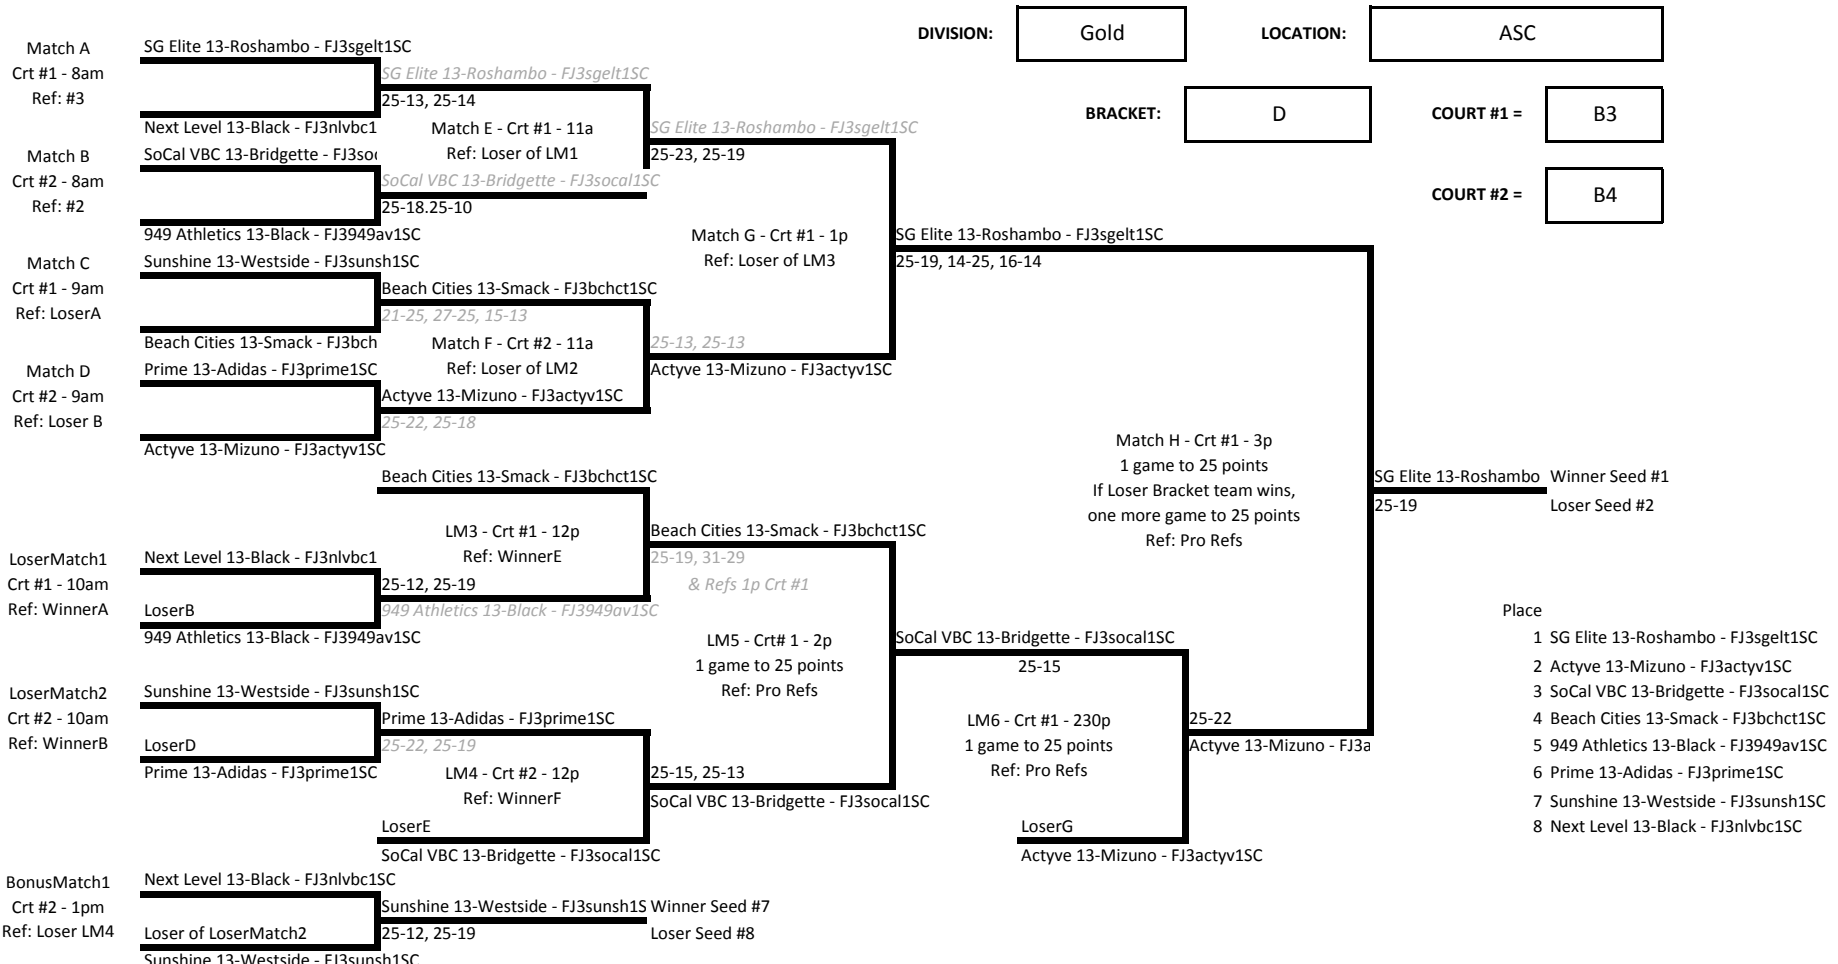 DIVISION: Gold LOCATION: ASC
BRACKET: D COURT #1 = B3
COURT #2 = B4
Match A
Crt #1 - 8am
Ref: #3
SG Elite 13-Roshambo - FJ3sgelt1SC
Next Level 13-Black - FJ3nlvbc1
SG Elite 13-Roshambo - FJ3sgelt1SC
25-13, 25-14
Match B
Crt #2 - 8am
Ref: #2
SoCal VBC 13-Bridgette - FJ3soc
949 Athletics 13-Black - FJ3949av1SC
SoCal VBC 13-Bridgette - FJ3socal1SC
25-18.25-10
Match C
Crt #1 - 9am
Ref: LoserA
Sunshine 13-Westside - FJ3sunsh1SC
Beach Cities 13-Smack - FJ3bch
Beach Cities 13-Smack - FJ3bchct1SC
21-25, 27-25, 15-13
Match D
Crt #2 - 9am
Ref: Loser B
Prime 13-Adidas - FJ3prime1SC
Actyve 13-Mizuno - FJ3actyv1SC
Actyve 13-Mizuno - FJ3actyv1SC
25-22, 25-18
Match E - Crt #1 - 11a
Ref: Loser of LM1
SG Elite 13-Roshambo - FJ3sgelt1SC
25-23, 25-19
Match F - Crt #2 - 11a
Ref: Loser of LM2
25-13, 25-13
Actyve 13-Mizuno - FJ3actyv1SC
Match G - Crt #1 - 1p
Ref: Loser of LM3
SG Elite 13-Roshambo - FJ3sgelt1SC
25-19, 14-25, 16-14
Match H - Crt #1 - 3p
1 game to 25 points
If Loser Bracket team wins,
one more game to 25 points
Ref: Pro Refs
SG Elite 13-Roshambo Winner Seed #1
25-19 Loser Seed #2
LoserMatch1
Crt #1 - 10am
Ref: WinnerA
Next Level 13-Black - FJ3nlvbc1
LoserB
949 Athletics 13-Black - FJ3949av1SC
25-12, 25-19
949 Athletics 13-Black - FJ3949av1SC
Beach Cities 13-Smack - FJ3bchct1SC
LM3 - Crt #1 - 12p
Ref: WinnerE
Beach Cities 13-Smack - FJ3bchct1SC
25-19, 31-29
& Refs 1p Crt #1
LoserMatch2
Crt #2 - 10am
Ref: WinnerB
Sunshine 13-Westside - FJ3sunsh1SC
LoserD
Prime 13-Adidas - FJ3prime1SC
Prime 13-Adidas - FJ3prime1SC
25-22, 25-19
LM4 - Crt #2 - 12p
Ref: WinnerF
LoserE
SoCal VBC 13-Bridgette - FJ3socal1SC
25-15, 25-13
SoCal VBC 13-Bridgette - FJ3socal1SC
LM5 - Crt# 1 - 2p
1 game to 25 points
Ref: Pro Refs
SoCal VBC 13-Bridgette - FJ3socal1SC
25-15
LM6 - Crt #1 - 230p
1 game to 25 points
Ref: Pro Refs
LoserG
Actyve 13-Mizuno - FJ3actyv1SC
25-22
Actyve 13-Mizuno - FJ3a
BonusMatch1
Crt #2 - 1pm
Ref: Loser LM4
Next Level 13-Black - FJ3nlvbc1SC
Loser of LoserMatch2
Sunshine 13-Westside - FJ3sunsh1SC
Sunshine 13-Westside - FJ3sunsh1S Winner Seed #7
25-12, 25-19 Loser Seed #8
Place
1 SG Elite 13-Roshambo - FJ3sgelt1SC
2 Actyve 13-Mizuno - FJ3actyv1SC
3 SoCal VBC 13-Bridgette - FJ3socal1SC
4 Beach Cities 13-Smack - FJ3bchct1SC
5 949 Athletics 13-Black - FJ3949av1SC
6 Prime 13-Adidas - FJ3prime1SC
7 Sunshine 13-Westside - FJ3sunsh1SC
8 Next Level 13-Black - FJ3nlvbc1SC